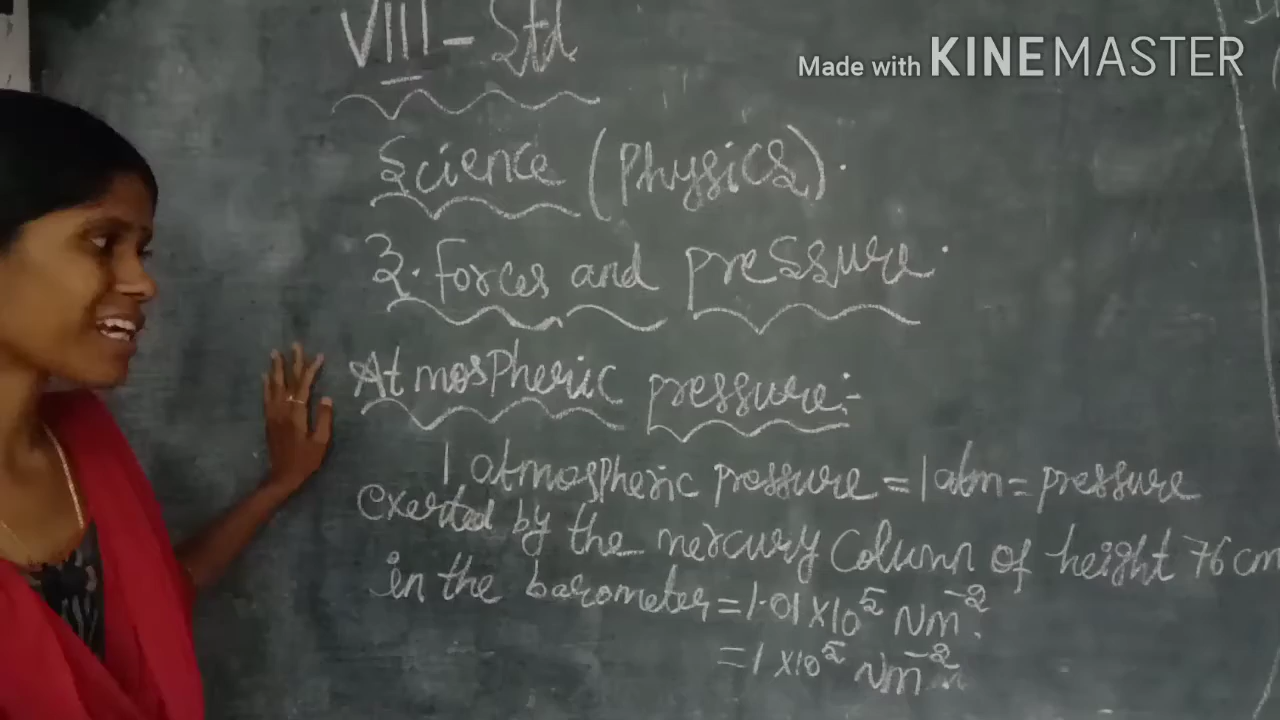 VIII - Std
Made with KINEMASTER
Science (Physics).
2. Forces and pressure.
Atmospheric pressure:-
1 atmospheric pressure = 1 atm = pressure
exerted by the mercury column of height 76 cm
in the barometer = 1.01 x 10⁵ Nm⁻².
= 1 x 10⁵ Nm⁻².